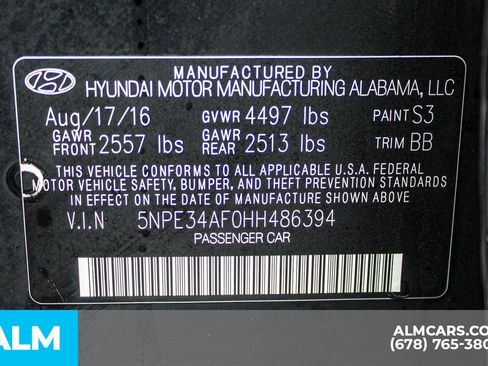 MANUFACTURED BY
HYUNDAI MOTOR MANUFACTURING ALABAMA, LLC
Aug/17/16 GVWR 4497 lbs PAINT S3
GAWR FRONT 2557 lbs GAWR REAR 2513 lbs TRIM BB
THIS VEHICLE CONFORMS TO ALL APPLICABLE U.S.A. FEDERAL
MOTOR VEHICLE SAFETY, BUMPER, AND THEFT PREVENTION STANDARDS
IN EFFECT ON THE DATE OF MANUFACTURE SHOWN ABOVE
V.I.N 5NPE34AF0HH486394
PASSENGER CAR
ALM
ALMCARS.CO
(678) 765-380